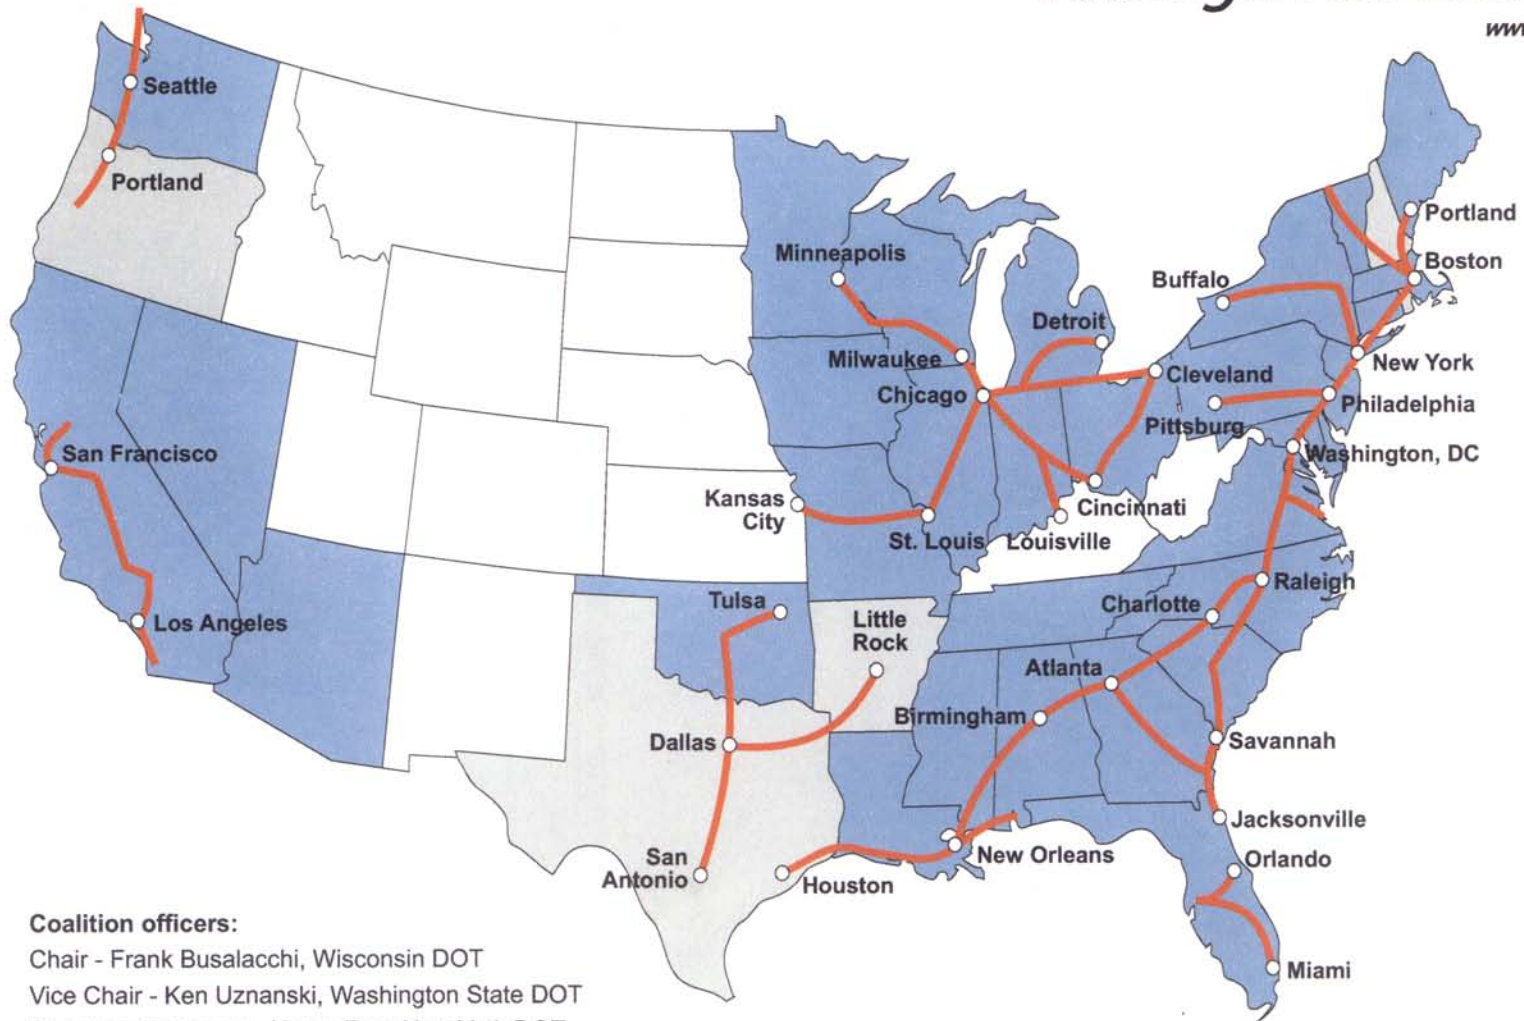 Seattle
Portland
San Francisco
Los Angeles
Minneapolis
Milwaukee
Chicago
Detroit
Cleveland
Cincinnati
Louisville
St. Louis
Kansas
City
Tulsa
Little
Rock
Dallas
San
Antonio
Houston
New Orleans
Birmingham
Atlanta
Charlotte
Raleigh
Savannah
Jacksonville
Orlando
Miami
Portland
Boston
Buffalo
New York
Philadelphia
Pittsburg
Washington, DC
Coalition officers:
Chair - Frank Busalacchi, Wisconsin DOT
Vice Chair - Ken Uznanski, Washington State DOT